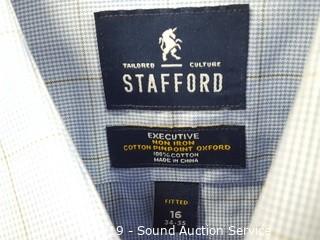 TAILORED CULTURE
STAFFORD
EXECUTIVE
NON IRON
COTTON PINPOINT OXFORD
100% COTTON
MADE IN CHINA
FITTED
16
34-35
9 - Sound Auction Service